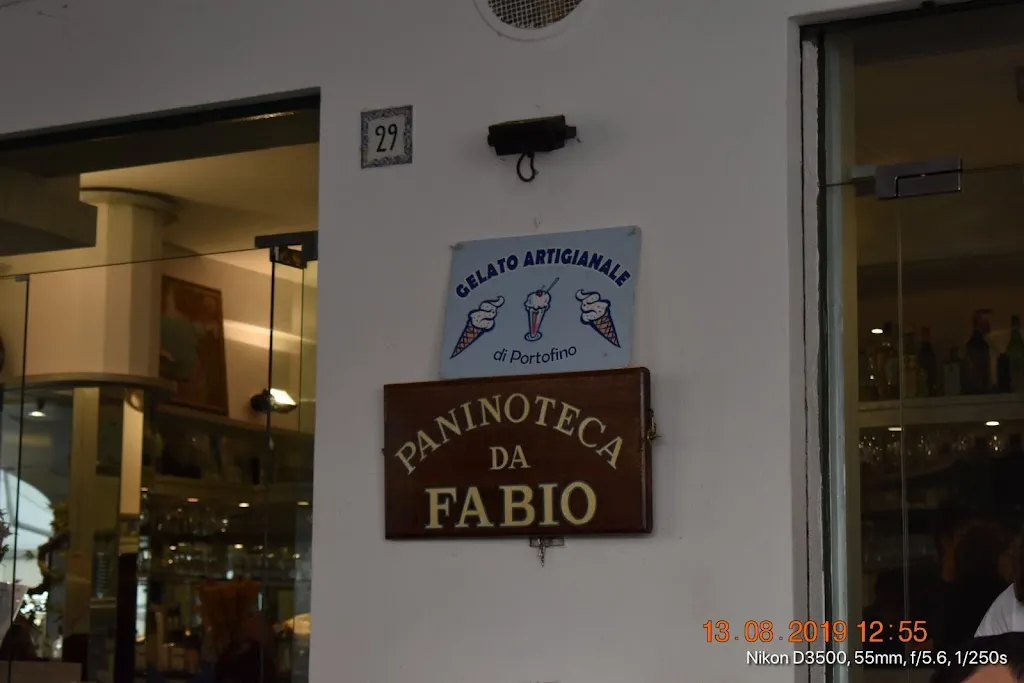 29
GELATO ARTIGIANALE
di Portofino
PANINOTECA
DA
FABIO
13.08.2019 12:55
Nikon D3500, 55mm, f/5.6, 1/250s